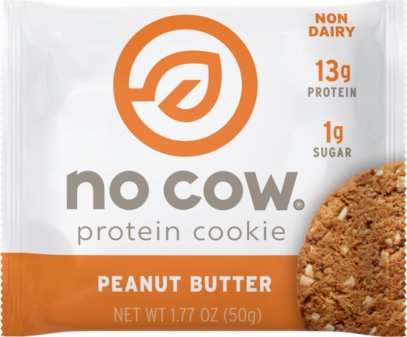 NON
DAIRY
13g
PROTEIN
1g
SUGAR
no cow.®
protein cookie
PEANUT BUTTER
NET WT 1.77 OZ (50g)